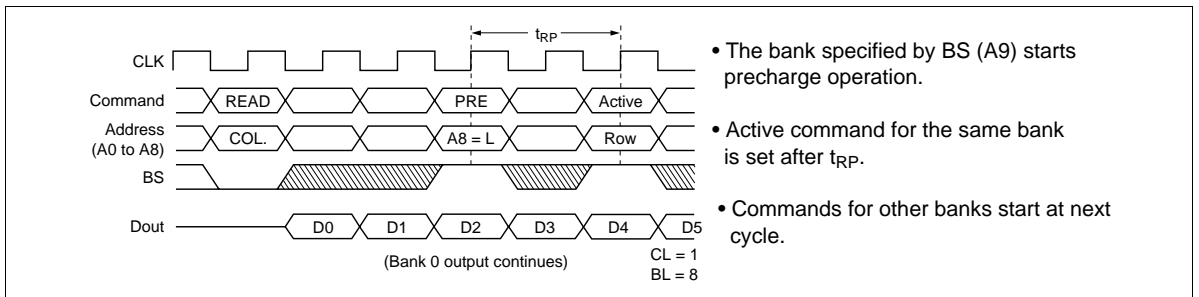 tRP
CLK
Command READ PRE Active
Address (A0 to A8) COL. A8 = L Row
BS
Dout D0 D1 D2 D3 D4 D5
(Bank 0 output continues)
CL = 1
BL = 8
• The bank specified by BS (A9) starts
precharge operation.
• Active command for the same bank
is set after tRP.
• Commands for other banks start at next
cycle.